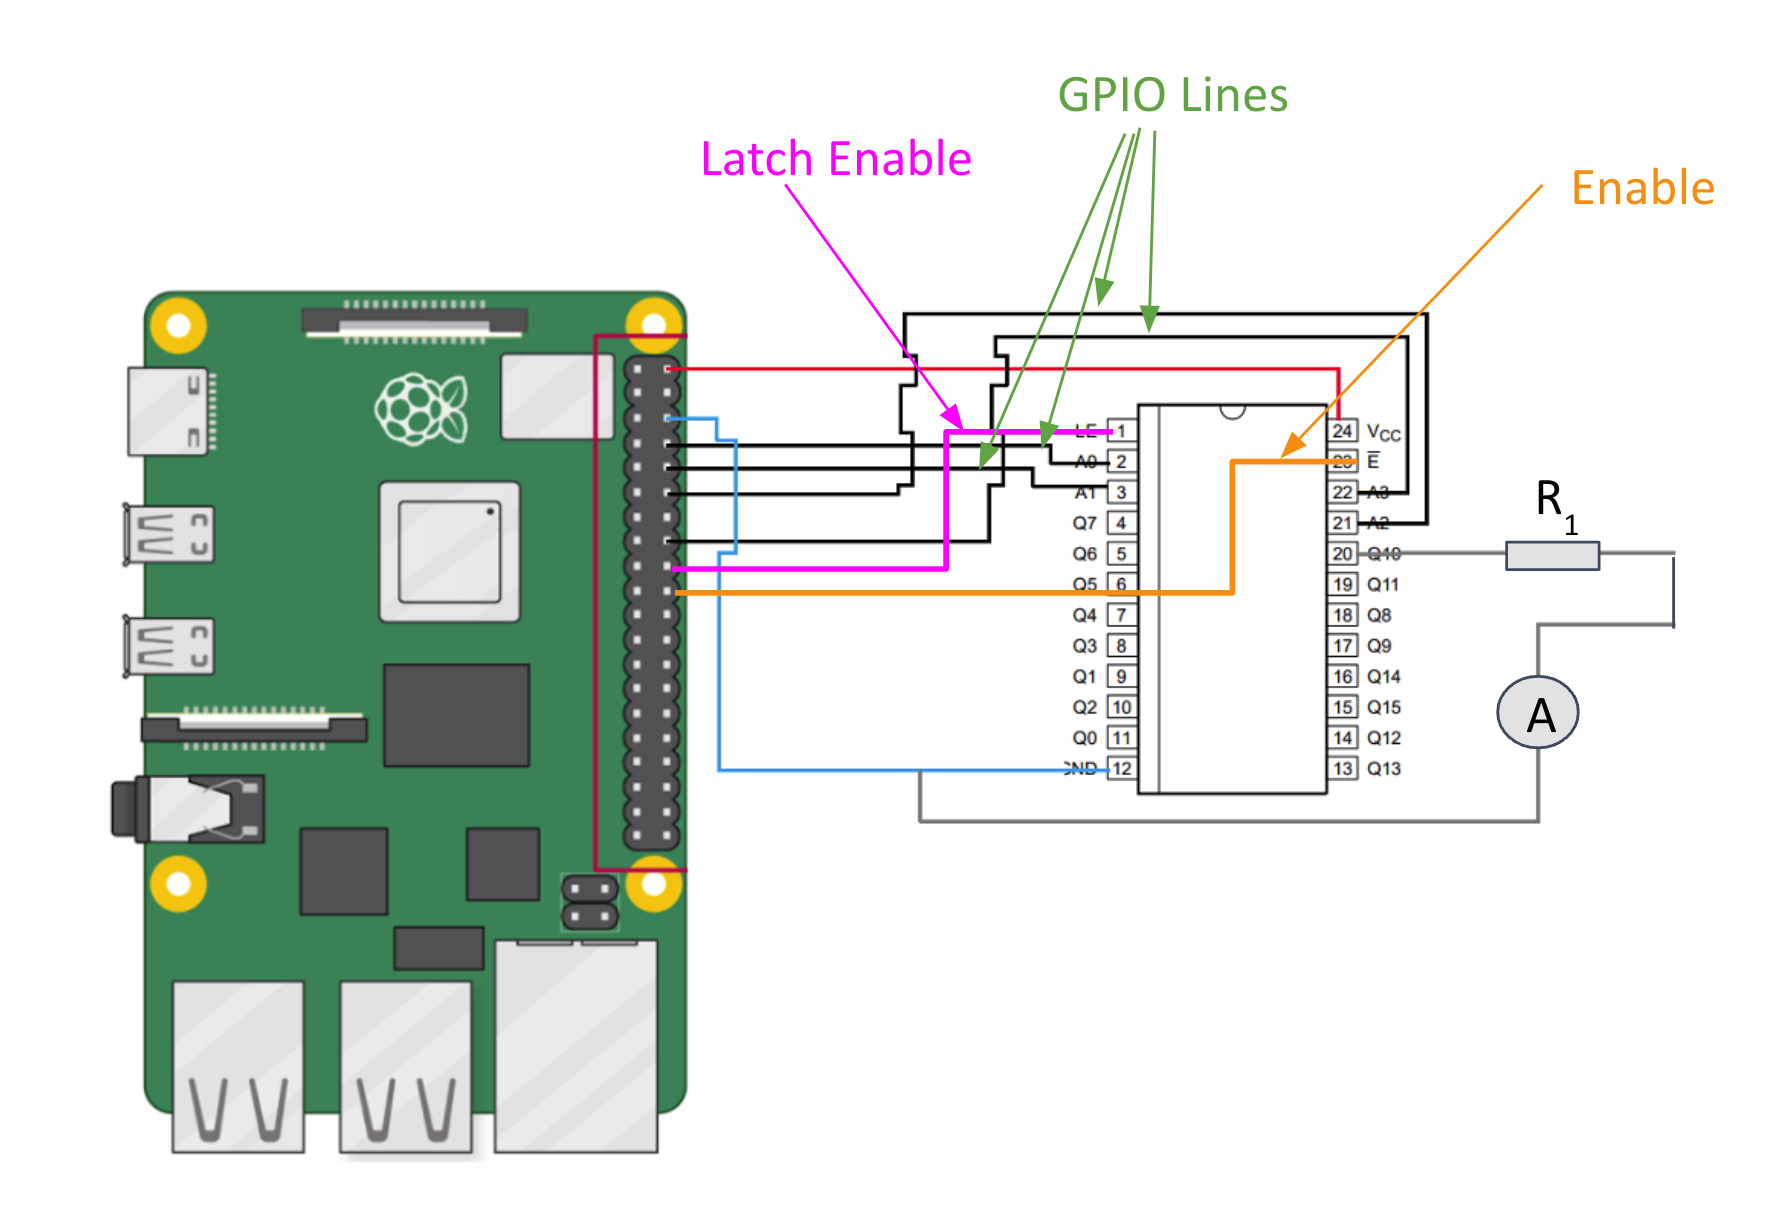 GPIO Lines
Latch Enable
Enable
LE 1
A0 2
A1 3
Q7 4
Q6 5
Q5 6
Q4 7
Q3 8
Q1 9
Q2 10
Q0 11
GND 12
24 VCC
23 E̅
22 A3
21 A2
20 Q10
19 Q11
18 Q8
17 Q9
16 Q14
15 Q15
14 Q12
13 Q13
R1
A